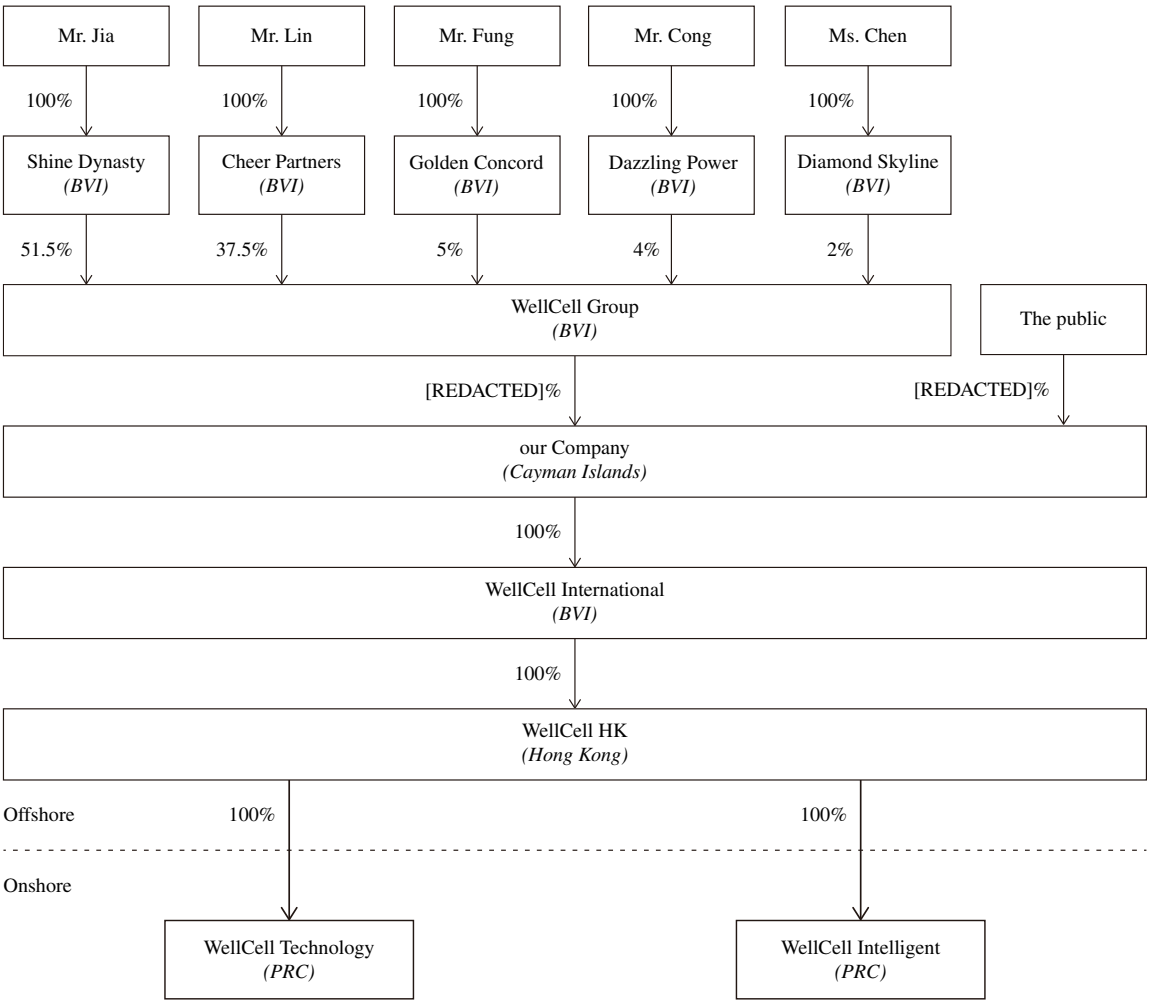 Mr. Jia
Mr. Lin
Mr. Fung
Mr. Cong
Ms. Chen
100%
100%
100%
100%
100%
Shine Dynasty
(BVI)
Cheer Partners
(BVI)
Golden Concord
(BVI)
Dazzling Power
(BVI)
Diamond Skyline
(BVI)
51.5%
37.5%
5%
4%
2%
WellCell Group
(BVI)
The public
[REDACTED]%
[REDACTED]%
our Company
(Cayman Islands)
100%
WellCell International
(BVI)
100%
WellCell HK
(Hong Kong)
Offshore
100%
100%
Onshore
WellCell Technology
(PRC)
WellCell Intelligent
(PRC)